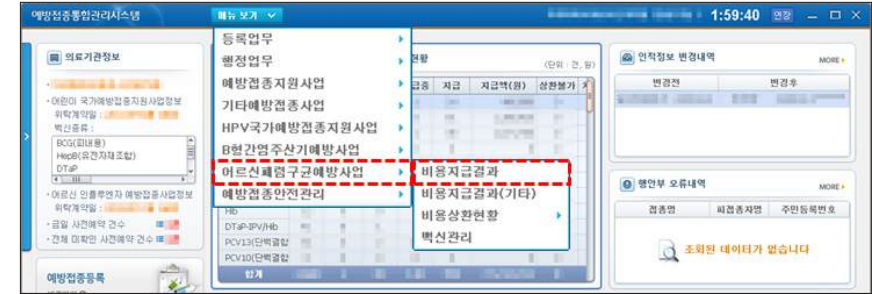 예방접종통합관리시스템
메뉴 보기
1:59:40
연장
의료기관정보
어린이 국가예방접종지원사업정보
위탁계약일 :
백신종류 :
BCG(피내용)
HepB(유전자재조합)
DTaP
어르신 인플루엔자 예방접종사업정보
위탁계약일 :
금일 사전예약 건수
전체 미확인 사전예약 건수
예방접종등록
등록업무
행정업무
예방접종지원사업
기타예방접종사업
HPV국가예방접종지원사업
B형간염주산기예방사업
어르신폐렴구균예방사업
예방접종안전관리
비용지급결과
비용지급결과(기타)
비용상환현황
백신관리
현황
(단위 : 건, 원)
지급 지급액(원) 상환불가
Hib
DTaP-IPV/Hib
PCV13(단백결합
PCV10(단백결합
합계
인적정보 변경내역
MORE
변경전 변경후
행안부 오류내역
MORE
접종명 피접종자명 주민등록번호
조회된 데이터가 없습니다